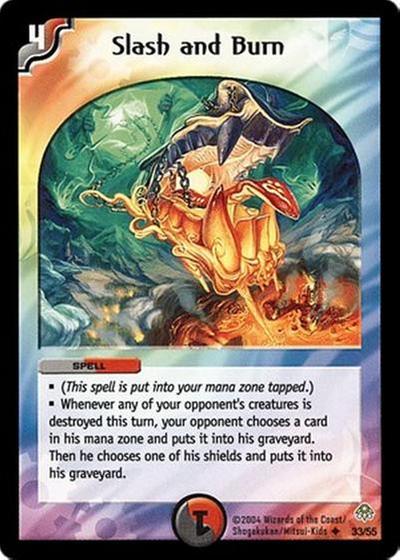 4
Slash and Burn
SPELL
▪ (This spell is put into your mana zone tapped.)
▪ Whenever any of your opponent's creatures is
destroyed this turn, your opponent chooses a card
in his mana zone and puts it into his graveyard.
Then he chooses one of his shields and puts it into
his graveyard.
1
©2004 Wizards of the Coast/
Shogakukan/Mitsui-Kids ♦ 33/55